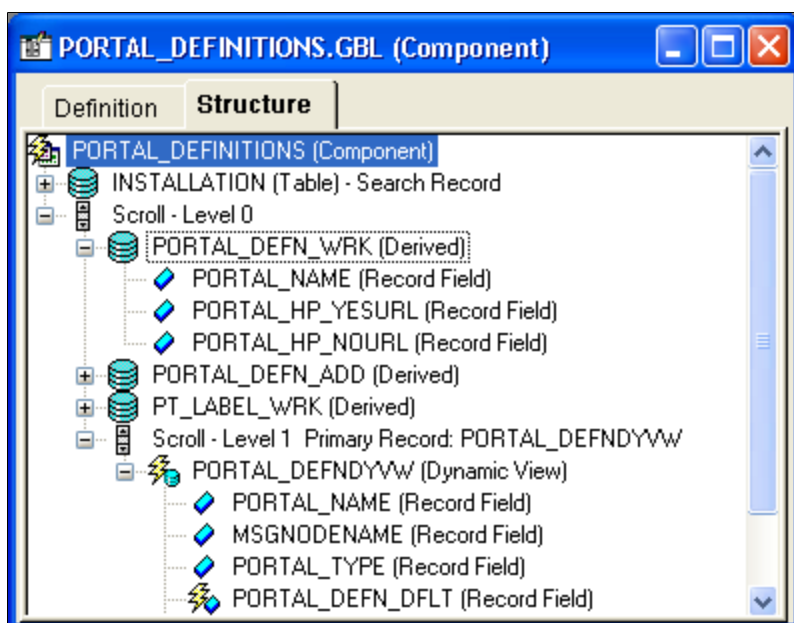 PORTAL_DEFINITIONS.GBL (Component)
Definition Structure
PORTAL_DEFINITIONS (Component)
INSTALLATION (Table) - Search Record
Scroll - Level 0
PORTAL_DEFN_WRK (Derived)
PORTAL_NAME (Record Field)
PORTAL_HP_YESURL (Record Field)
PORTAL_HP_NOURL (Record Field)
PORTAL_DEFN_ADD (Derived)
PT_LABEL_WRK (Derived)
Scroll - Level 1 Primary Record: PORTAL_DEFNDYVW
PORTAL_DEFNDYVW (Dynamic View)
PORTAL_NAME (Record Field)
MSGNODENAME (Record Field)
PORTAL_TYPE (Record Field)
PORTAL_DEFN_DFLT (Record Field)